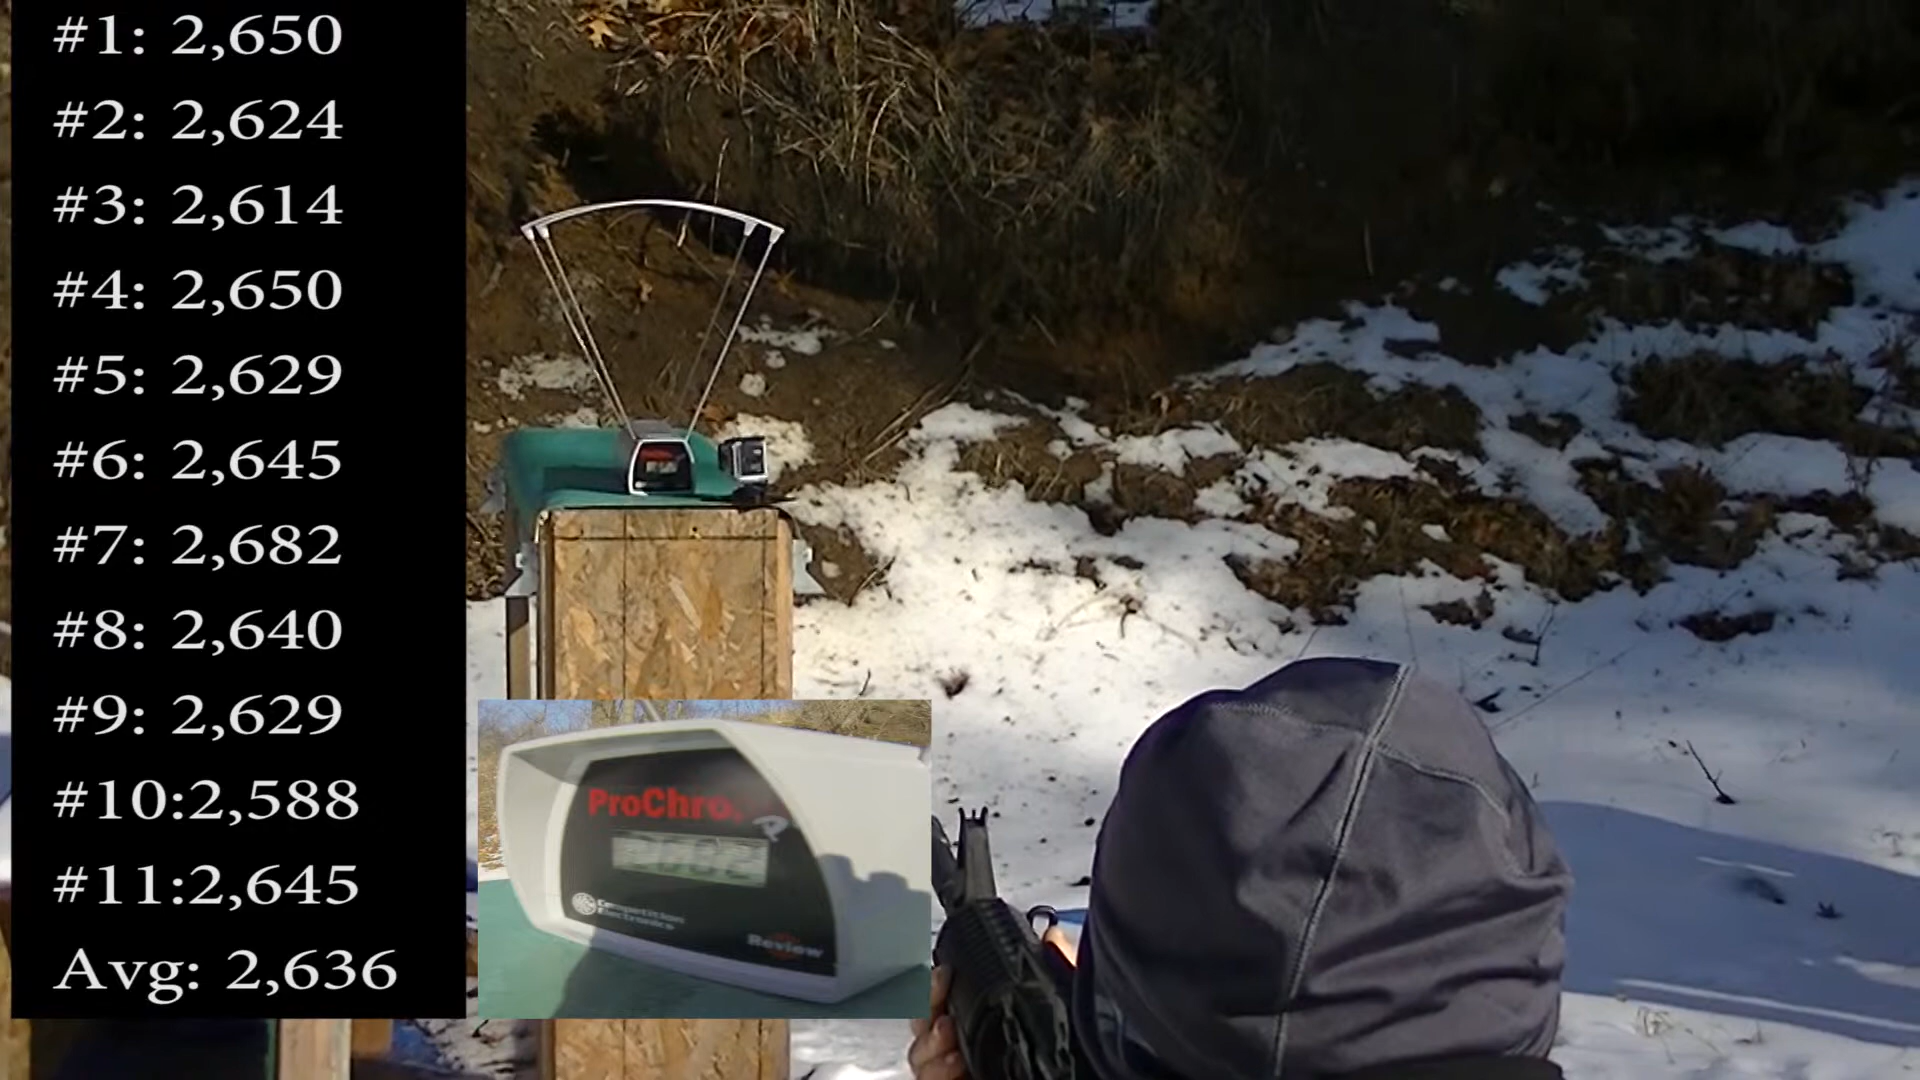 #1: 2,650
#2: 2,624
#3: 2,614
#4: 2,650
#5: 2,629
#6: 2,645
#7: 2,682
#8: 2,640
#9: 2,629
#10:2,588
#11:2,645
Avg: 2,636
ProChro
Competition
Electronics
Review